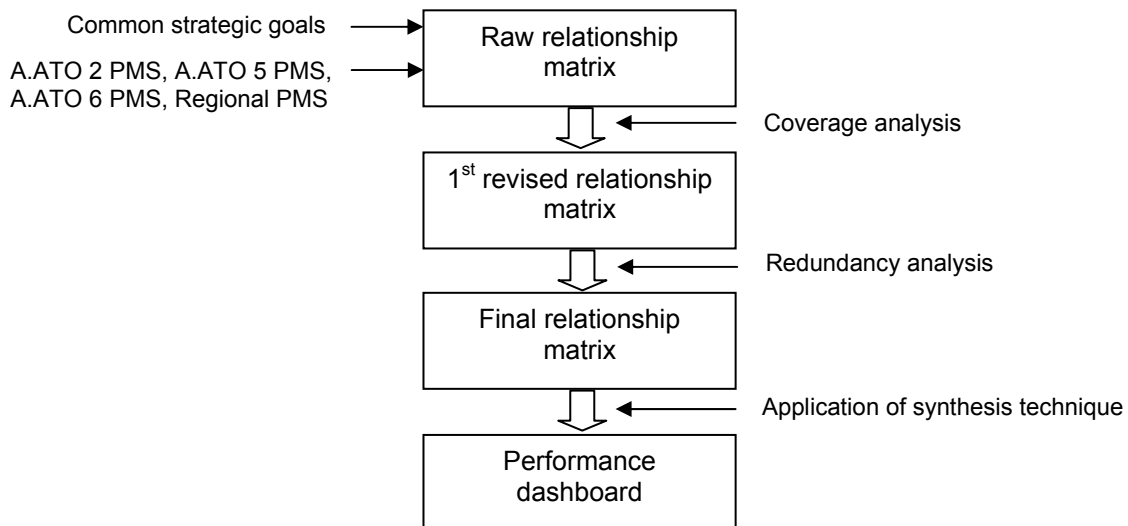 Common strategic goals
A.ATO 2 PMS, A.ATO 5 PMS,
A.ATO 6 PMS, Regional PMS
Raw relationship
matrix
Coverage analysis
1st revised relationship
matrix
Redundancy analysis
Final relationship
matrix
Application of synthesis technique
Performance
dashboard